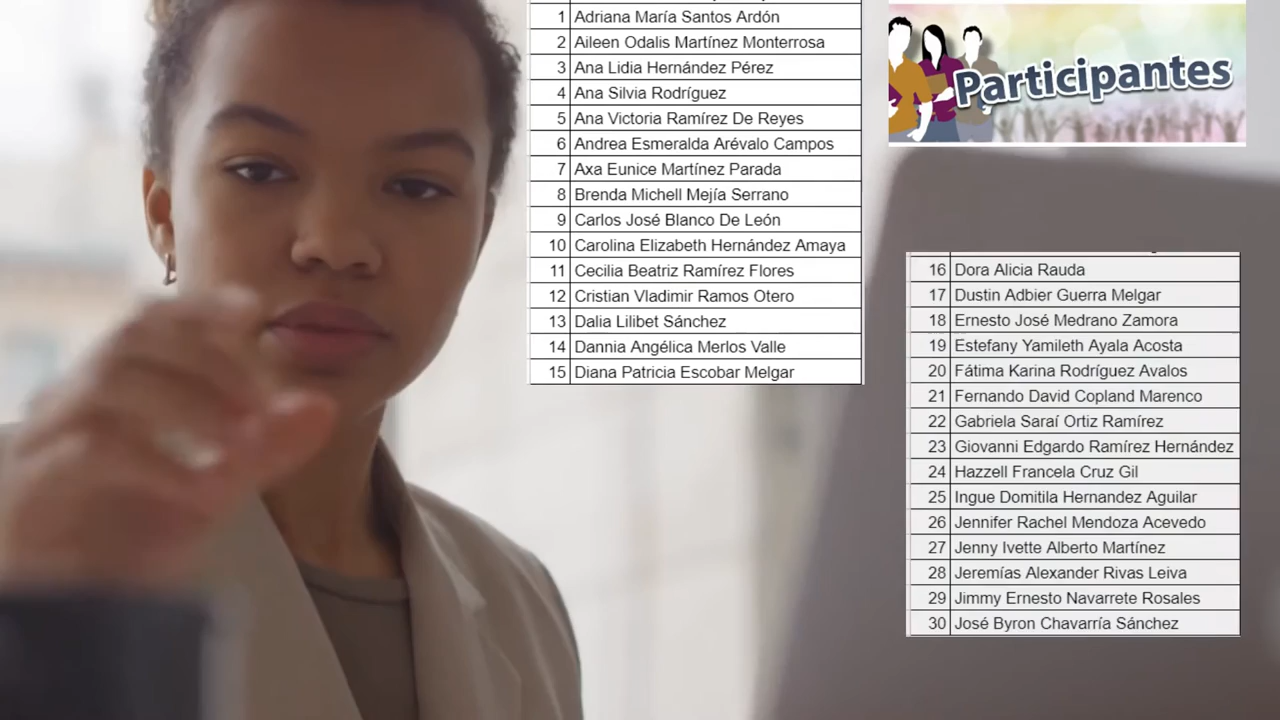 1 Adriana María Santos Ardón
2 Aileen Odalis Martínez Monterrosa
3 Ana Lidia Hernández Pérez
4 Ana Silvia Rodríguez
5 Ana Victoria Ramírez De Reyes
6 Andrea Esmeralda Arévalo Campos
7 Axa Eunice Martínez Parada
8 Brenda Michell Mejía Serrano
9 Carlos José Blanco De León
10 Carolina Elizabeth Hernández Amaya
11 Cecilia Beatriz Ramírez Flores
12 Cristian Vladimir Ramos Otero
13 Dalia Lilibet Sánchez
14 Dannia Angélica Merlos Valle
15 Diana Patricia Escobar Melgar
Participantes
16 Dora Alicia Rauda
17 Dustin Adbier Guerra Melgar
18 Ernesto José Medrano Zamora
19 Estefany Yamileth Ayala Acosta
20 Fátima Karina Rodríguez Avalos
21 Fernando David Copland Marenco
22 Gabriela Saraí Ortiz Ramírez
23 Giovanni Edgardo Ramírez Hernández
24 Hazzell Francela Cruz Gil
25 Ingue Domitila Hernandez Aguilar
26 Jennifer Rachel Mendoza Acevedo
27 Jenny Ivette Alberto Martínez
28 Jeremías Alexander Rivas Leiva
29 Jimmy Ernesto Navarrete Rosales
30 José Byron Chavarría Sánchez